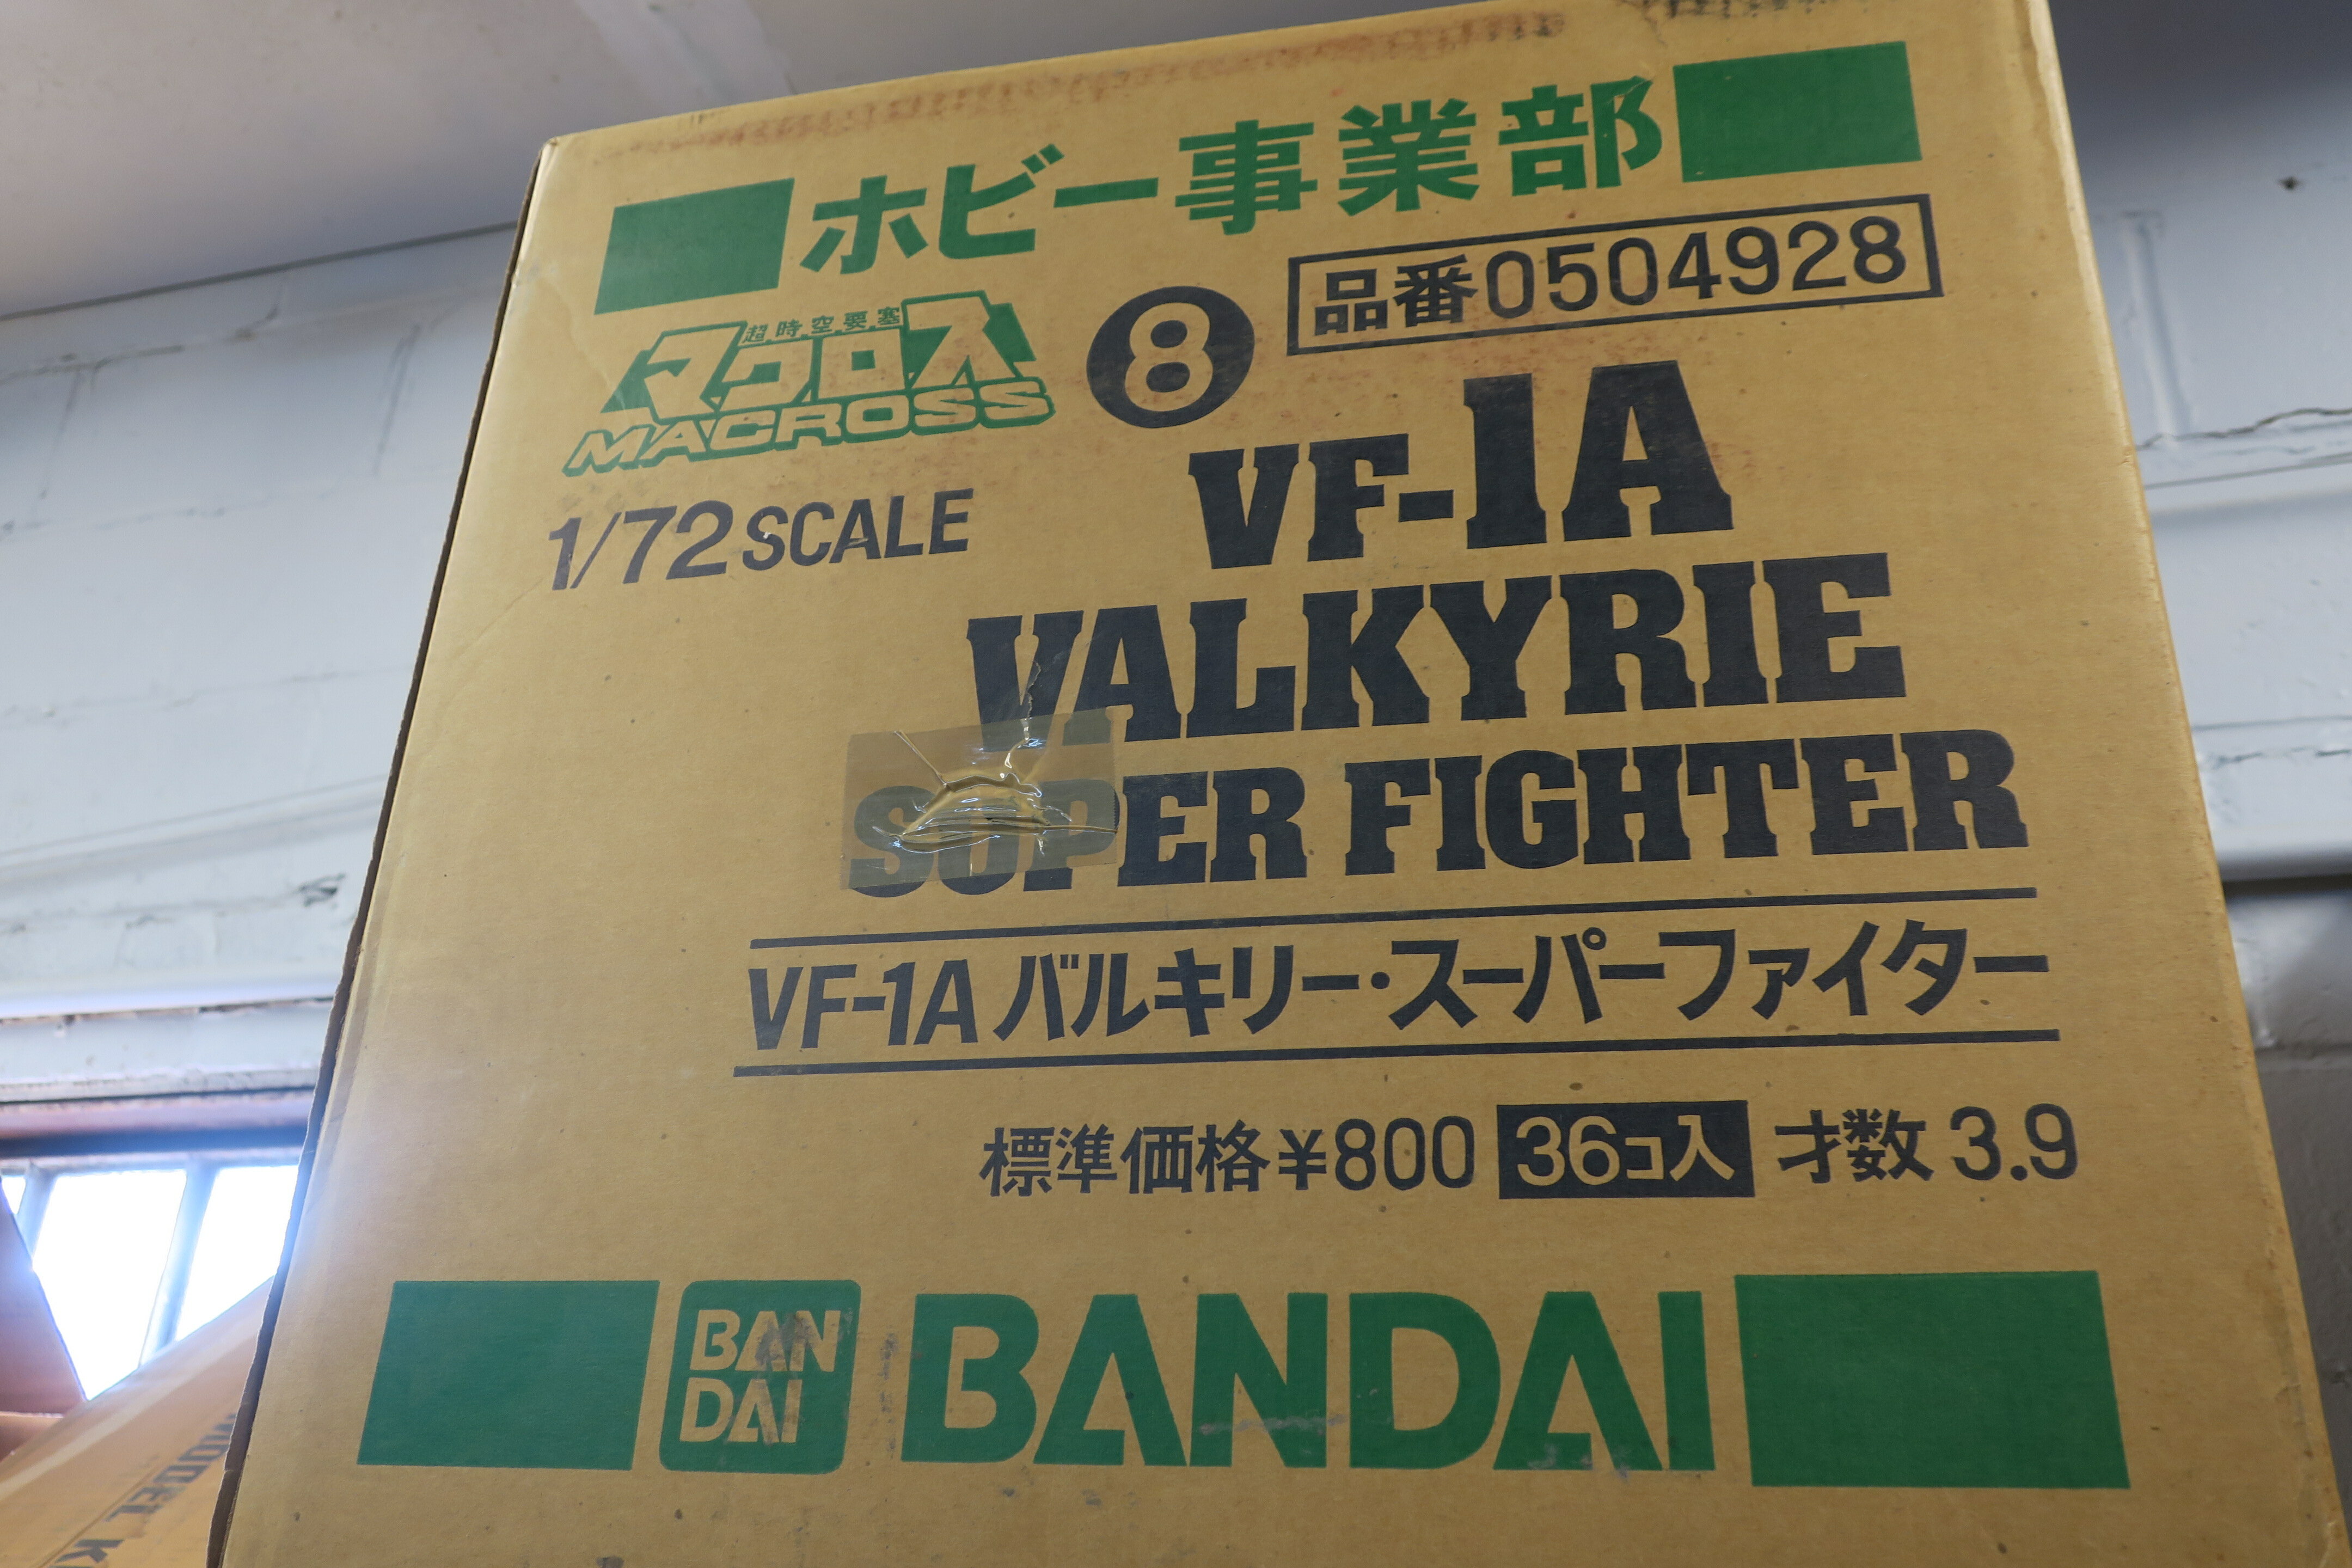 ホビー事業部
品番0504928
超時空要塞
マクロス
MACROSS
8
1/72 SCALE
VF-1A
VALKYRIE
SUPER FIGHTER
VF-1A バルキリー・スーパーファイター
標準価格¥800 36コ入 才数 3.9
BAN
DAI
BANDAI
MODEL